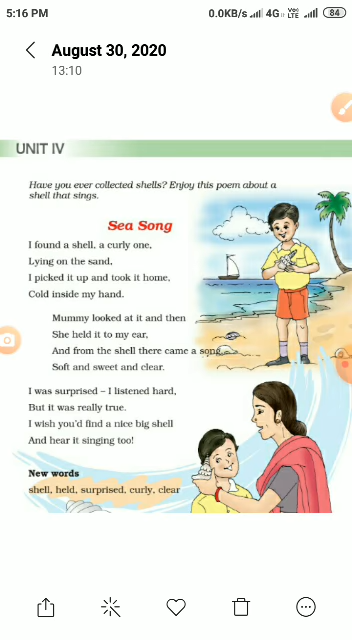 5:16 PM 0.0KB/s 4G Vo) LTE 84
August 30, 2020
13:10
UNIT IV
Have you ever collected shells? Enjoy this poem about a
shell that sings.
Sea Song
I found a shell, a curly one,
Lying on the sand,
I picked it up and took it home,
Cold inside my hand.
Mummy looked at it and then
She held it to my ear,
And from the shell there came a song
Soft and sweet and clear.
I was surprised – I listened hard,
But it was really true.
I wish you'd find a nice big shell
And hear it singing too!
New words
shell, held, surprised, curly, clear